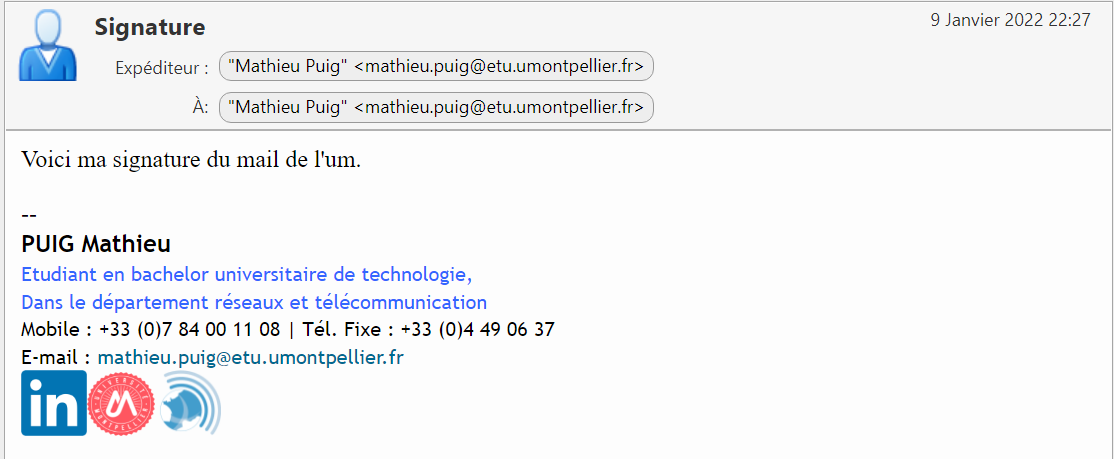 Signature
9 Janvier 2022 22:27
Expéditeur : "Mathieu Puig" <mathieu.puig@etu.umontpellier.fr>
À: "Mathieu Puig" <mathieu.puig@etu.umontpellier.fr>
Voici ma signature du mail de l'um.
--
PUIG Mathieu
Etudiant en bachelor universitaire de technologie,
Dans le département réseaux et télécommunication
Mobile : +33 (0)7 84 00 11 08 | Tél. Fixe : +33 (0)4 49 06 37
E-mail : mathieu.puig@etu.umontpellier.fr
in UNIVERSITÉ MONTPELLIER